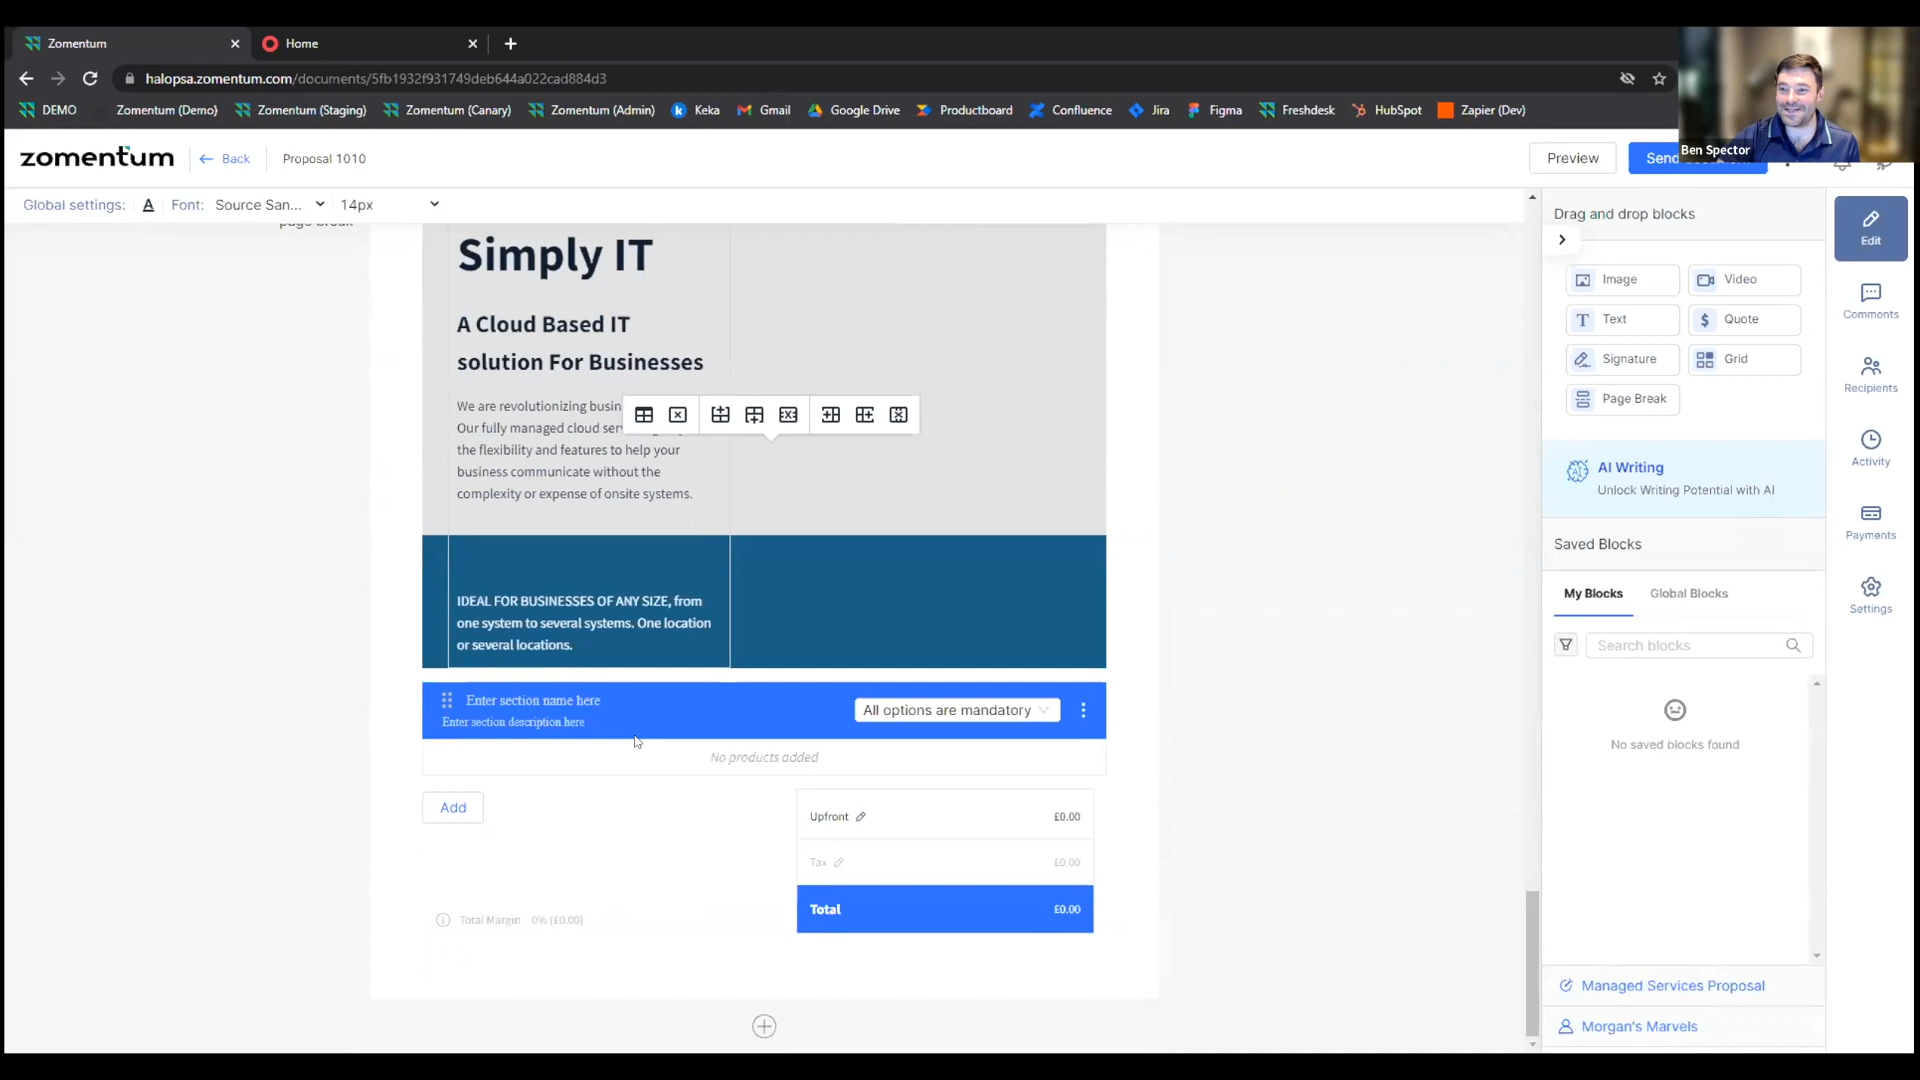 Zomentum
Home
halopsa.zomentum.com/documents/5fb1932f931749deb644a022cad884d3
DEMO
Zomentum (Demo)
Zomentum (Staging)
Zomentum (Canary)
Zomentum (Admin)
Keka
Gmail
Google Drive
Productboard
Confluence
Jira
Figma
Freshdesk
HubSpot
Zapier (Dev)
Ben Spector
zomentum
Back
Proposal 1010
Preview
Send
Global settings:
Font:
Source San...
14px
page break
Simply IT
A Cloud Based IT
solution For Businesses
We are revolutionizing
Our fully managed cloud
the flexibility and features to help your
business communicate without the
complexity or expense of onsite systems.
IDEAL FOR BUSINESSES OF ANY SIZE, from
one system to several systems. One location
or several locations.
Enter section name here
Enter section description here
All options are mandatory
No products added
Add
Upfront
£0.00
Tax
£0.00
Total
£0.00
Total Margin 0% (£0.00)
Drag and drop blocks
Image
Video
Text
Quote
Signature
Grid
Page Break
AI Writing
Unlock Writing Potential with AI
Saved Blocks
My Blocks
Global Blocks
Search blocks
No saved blocks found
Managed Services Proposal
Morgan's Marvels
Edit
Comments
Recipients
Activity
Payments
Settings